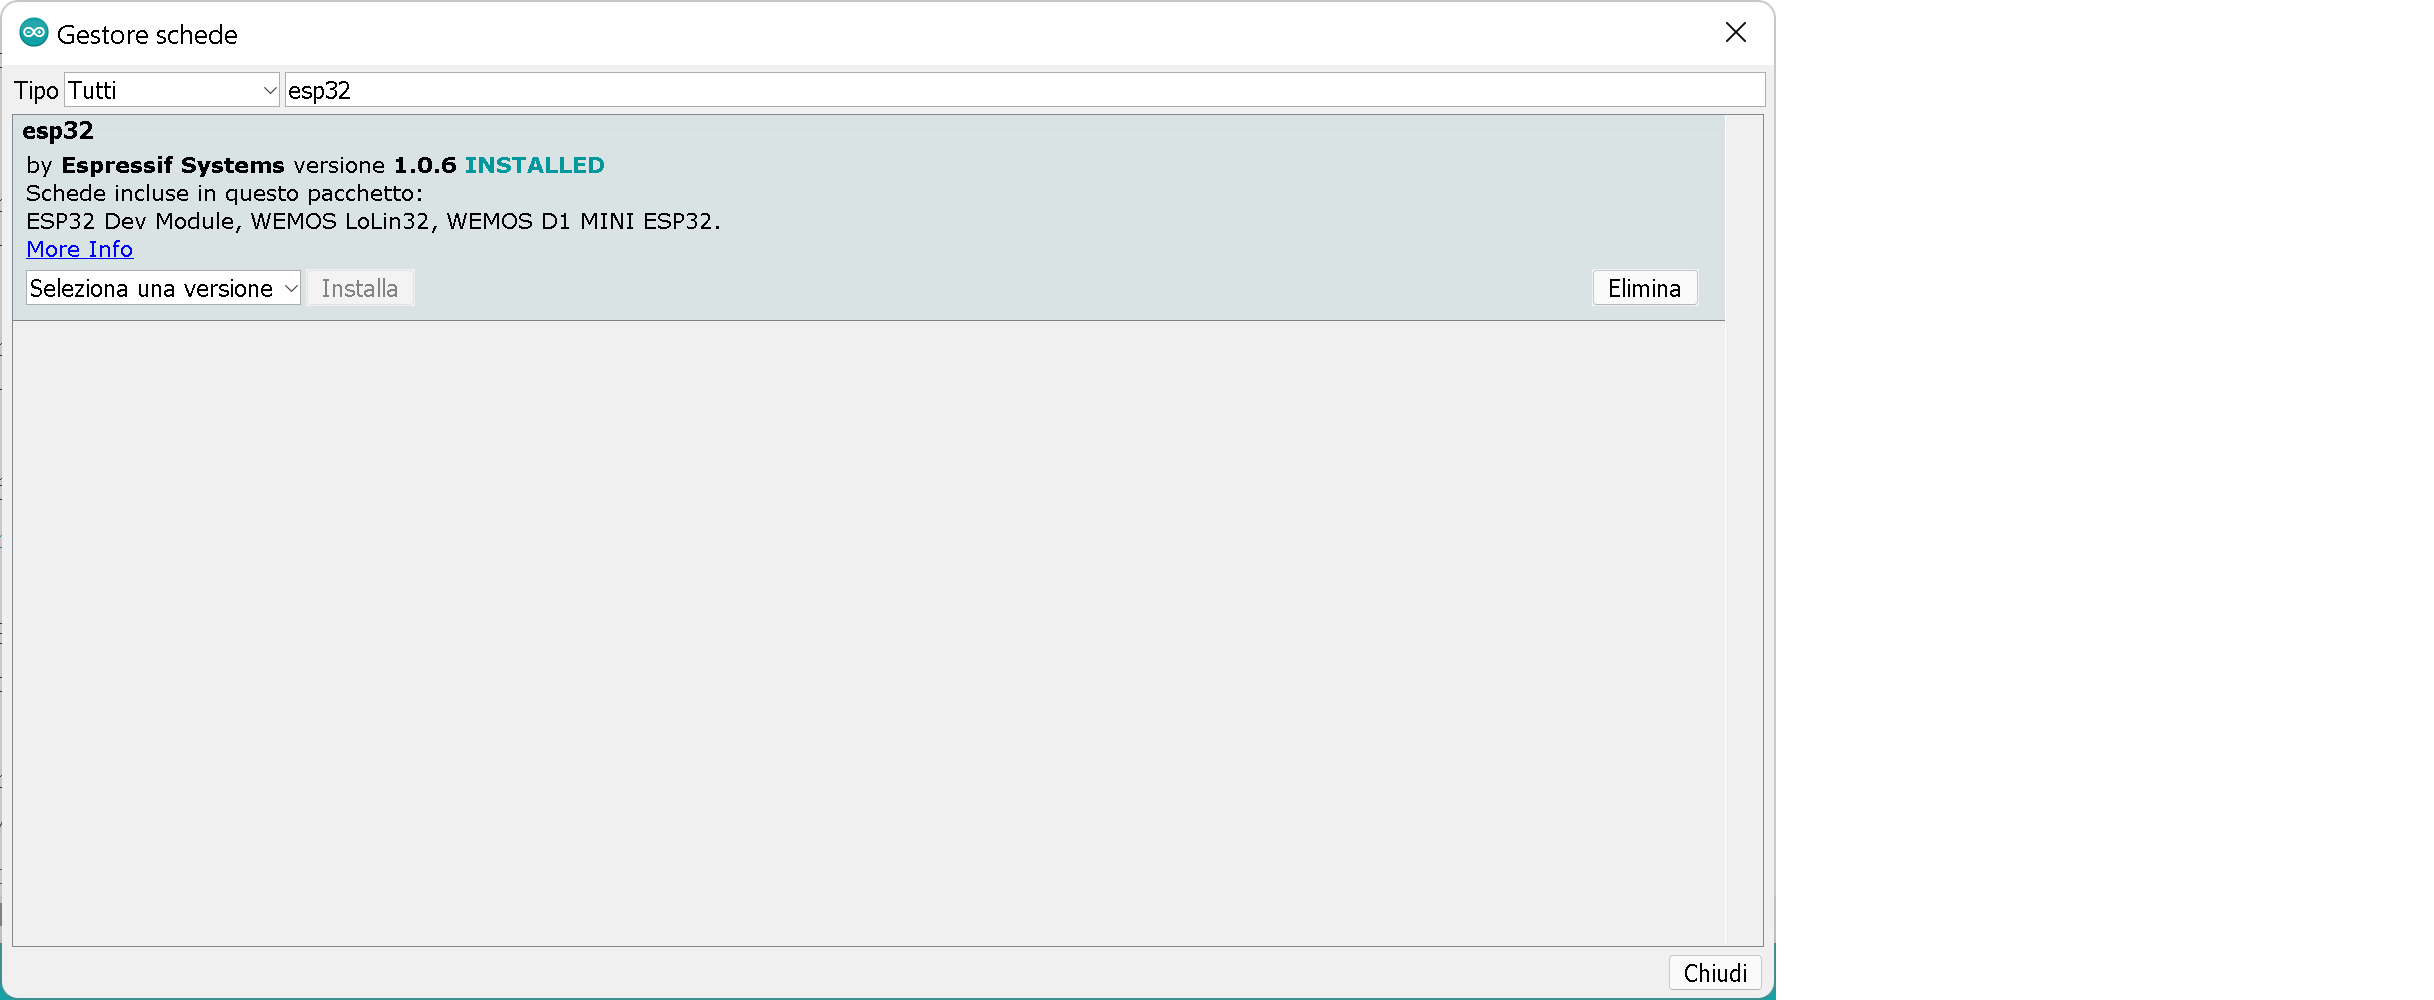 Gestore schede
Tipo Tutti esp32
esp32
by Espressif Systems versione 1.0.6 INSTALLED
Schede incluse in questo pacchetto:
ESP32 Dev Module, WEMOS LoLin32, WEMOS D1 MINI ESP32.
More Info
Seleziona una versione Installa Elimina
Chiudi